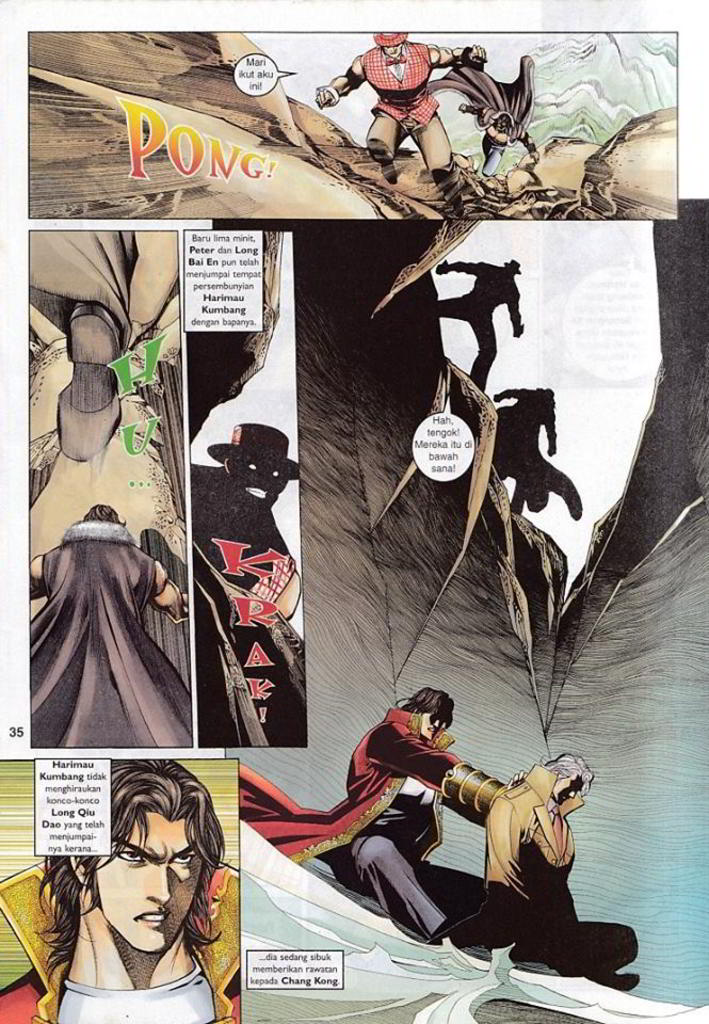 Mari
ikut aku
ini!
PONG!
Baru lima minit,
Peter dan Long
Bai En pun telah
menjumpai tempat
persembunyian
Harimau
Kumbang
dengan bapanya.
HU...
KRAK!
Hah,
tengok!
Mereka itu di
bawah
sana!
35
Harimau
Kumbang tidak
menghiraukan
konco-konco
Long Qiu
Dao yang telah
menjumpai-
nya kerana...
...dia sedang sibuk
memberikan rawatan
kepada Chang Kong.